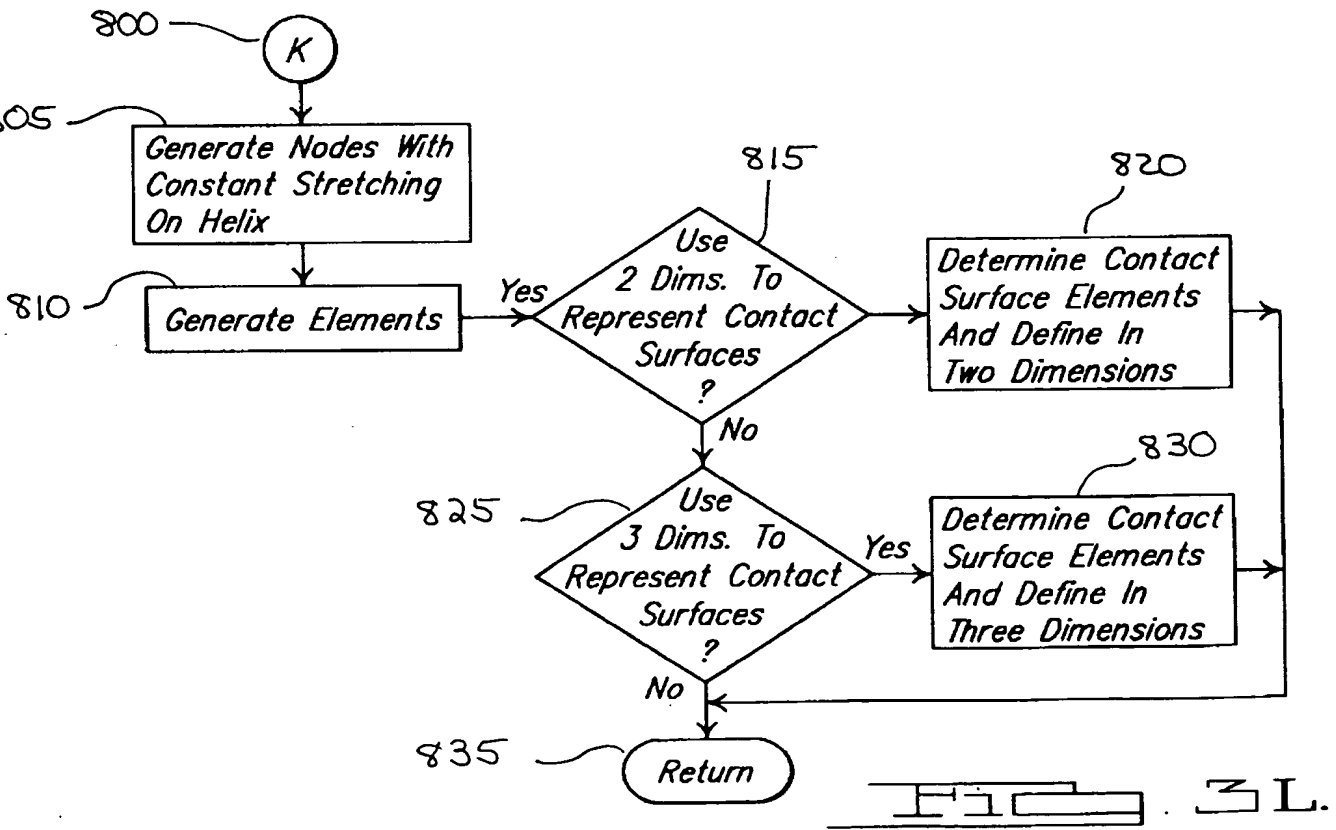 800
K
805
Generate Nodes With
Constant Stretching
On Helix
810
Generate Elements
Yes
815
Use
2 Dims. To
Represent Contact
Surfaces
?
No
820
Determine Contact
Surface Elements
And Define In
Two Dimensions
825
Use
3 Dims. To
Represent Contact
Surfaces
?
Yes
No
830
Determine Contact
Surface Elements
And Define In
Three Dimensions
835
Return
FIG. 3L.